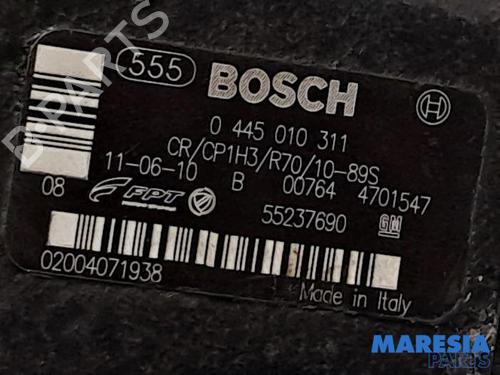 555 BOSCH
0 445 010 311
CR/CP1H3/R70/10-89S
11-06-10 B 00764 4701547
08 FPT 55237690 GM
02004071938
Made in Italy
B-PARTS
MARESIA
PARTS